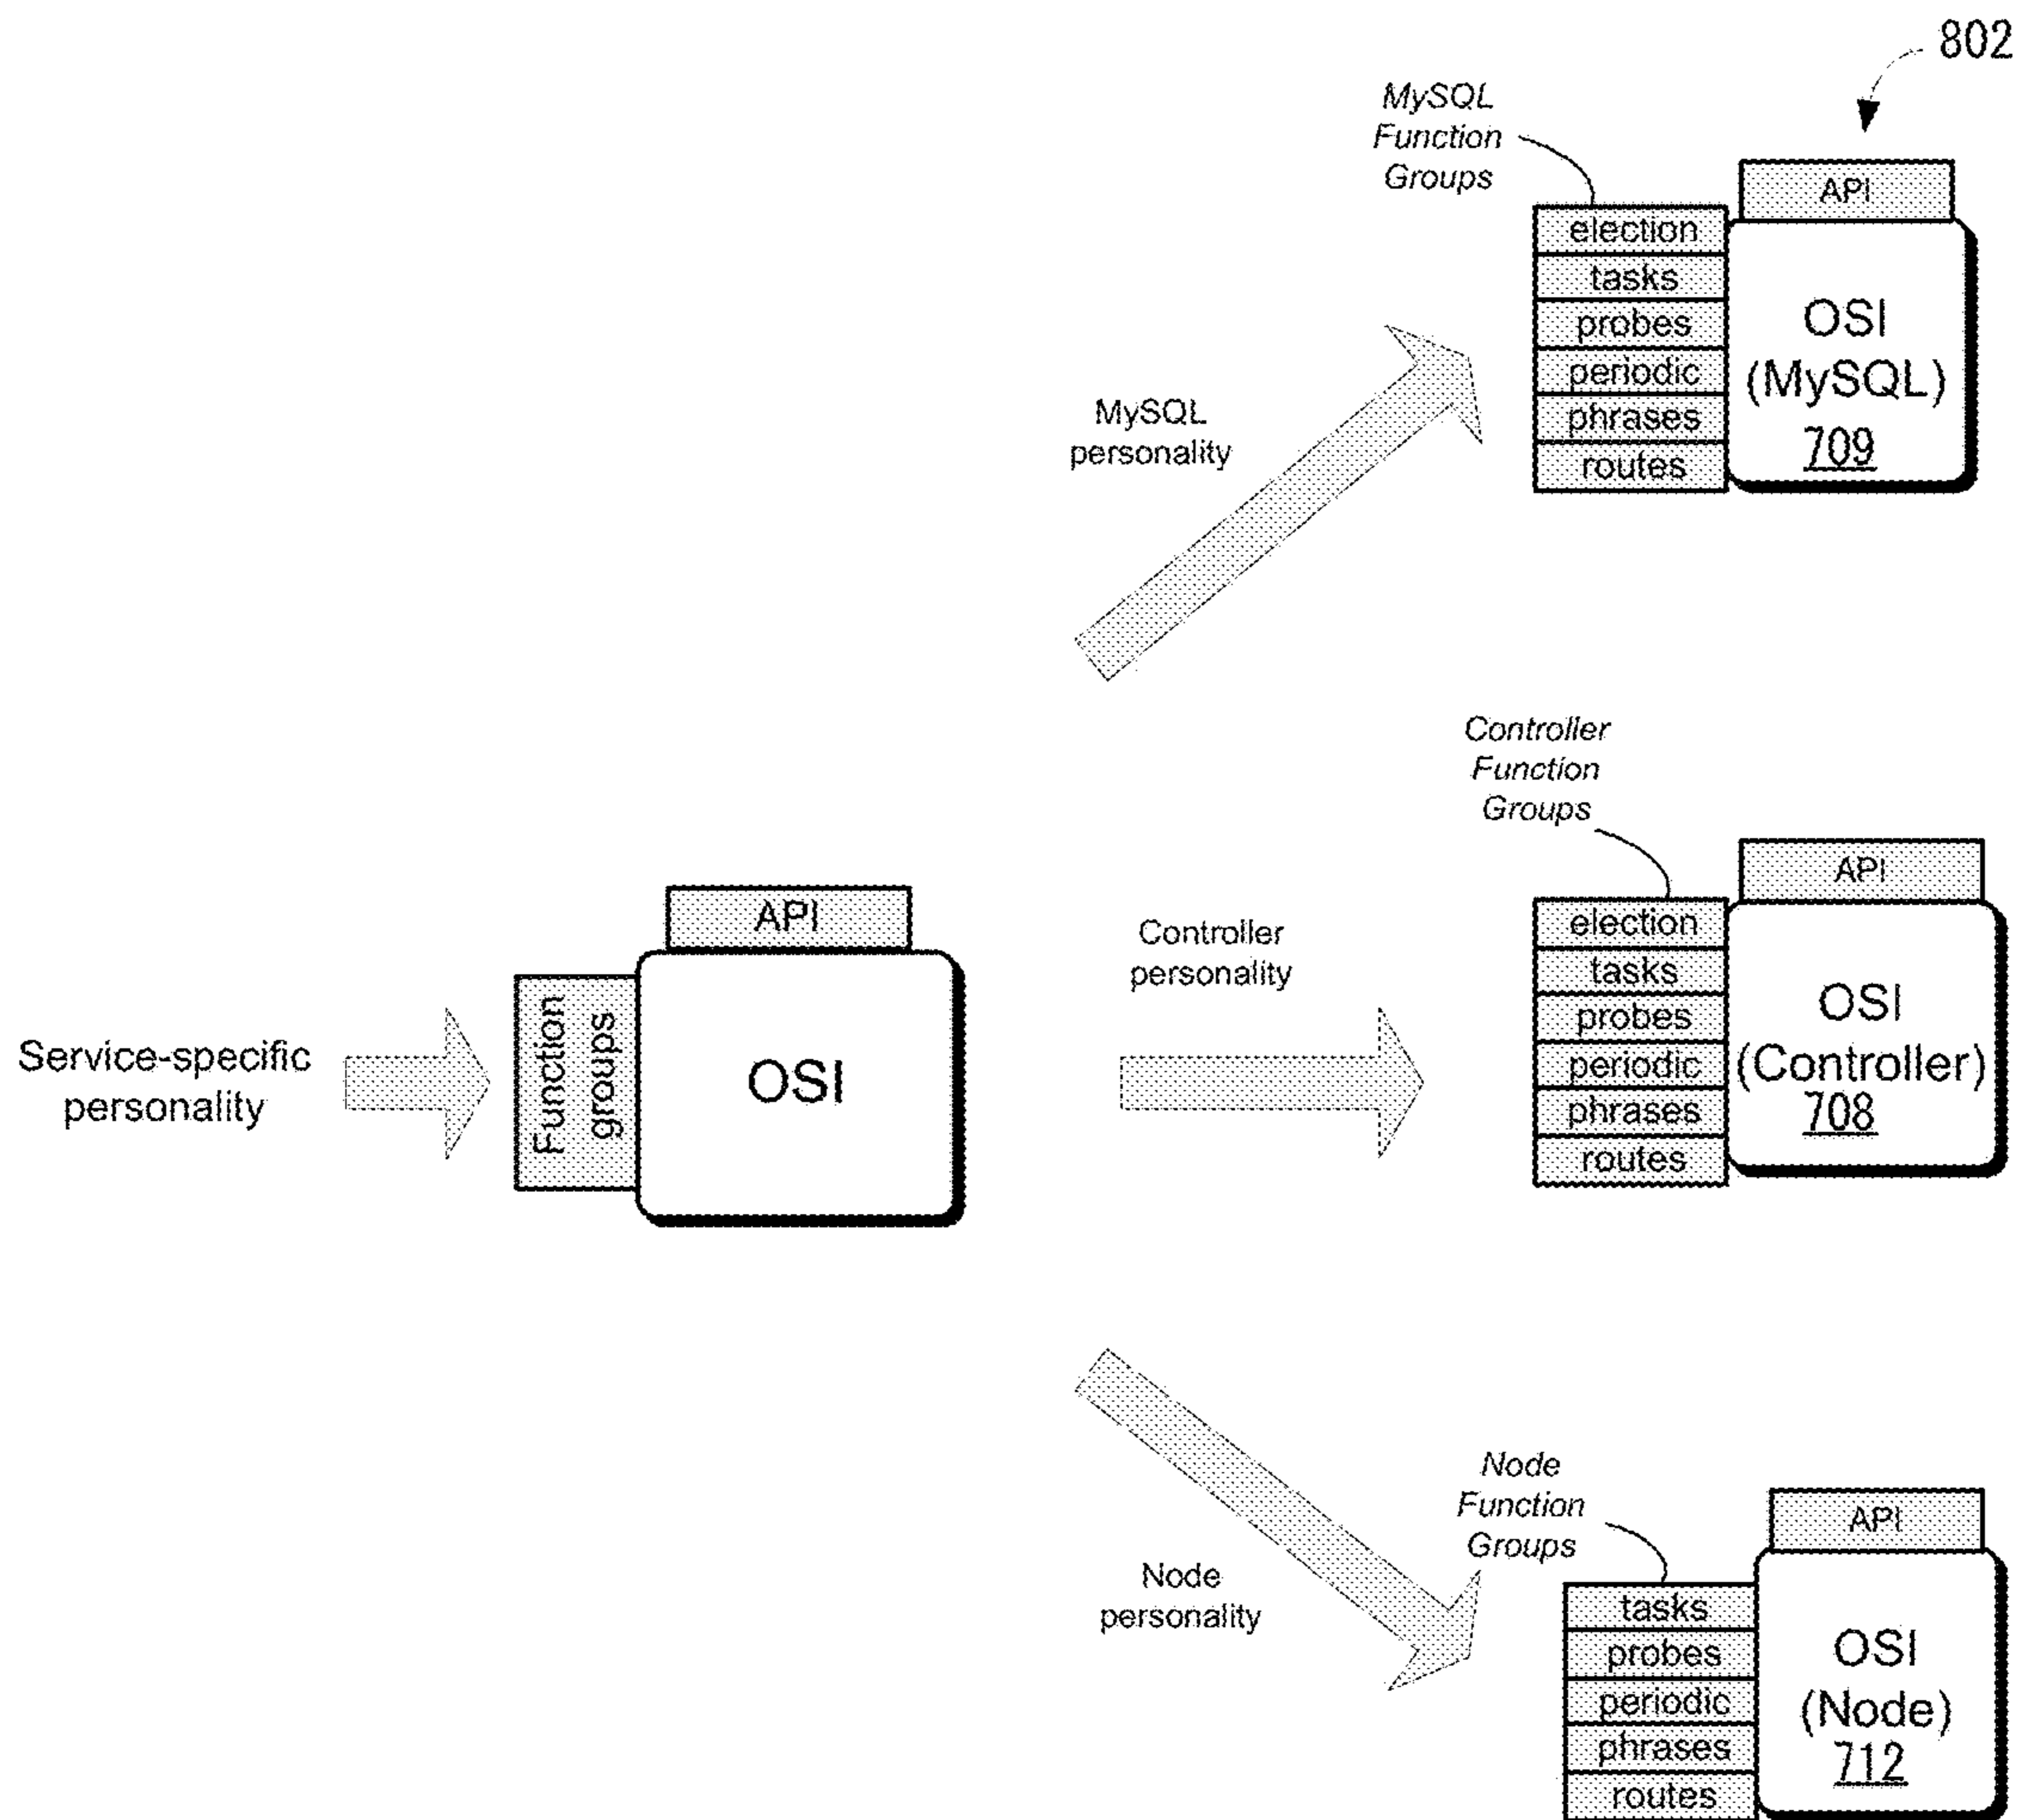 802
MySQL
Function
Groups
API
election
tasks
probes
periodic
phrases
routes
OSI
(MySQL)
709
MySQL
personality
Controller
Function
Groups
API
election
tasks
probes
periodic
phrases
routes
OSI
(Controller)
708
Controller
personality
API
Function
groups
OSI
Service-specific
personality
Node
Function
Groups
API
tasks
probes
periodic
phrases
routes
OSI
(Node)
712
Node
personality